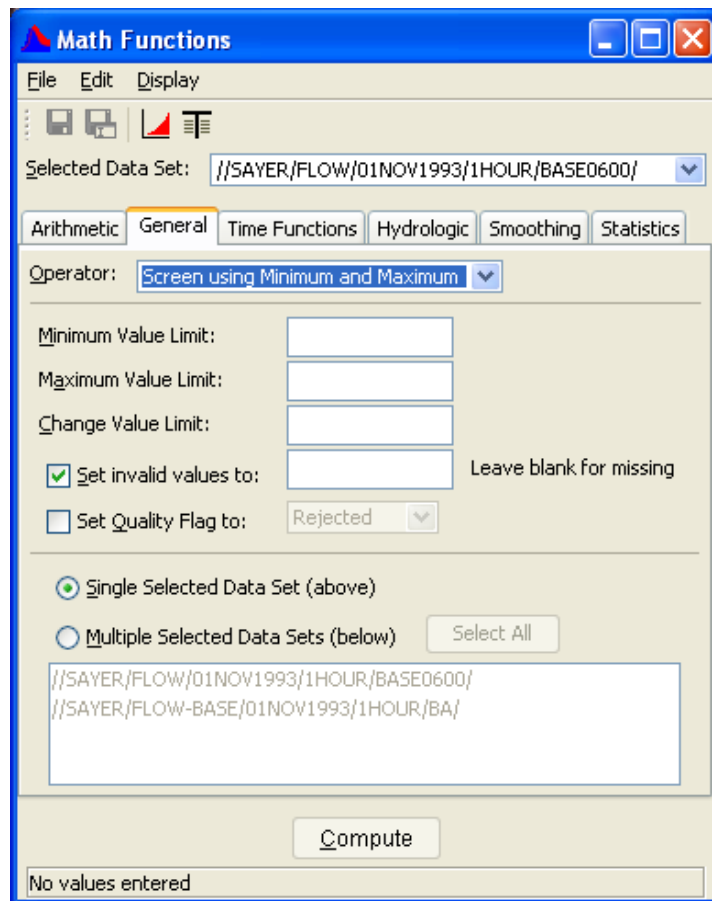 Math Functions
File Edit Display
Selected Data Set: //SAYER/FLOW/01NOV1993/1HOUR/BASE0600/
Arithmetic General Time Functions Hydrologic Smoothing Statistics
Operator: Screen using Minimum and Maximum
Minimum Value Limit:
Maximum Value Limit:
Change Value Limit:
Set invalid values to: Leave blank for missing
Set Quality Flag to: Rejected
Single Selected Data Set (above)
Multiple Selected Data Sets (below) Select All
//SAYER/FLOW/01NOV1993/1HOUR/BASE0600/
//SAYER/FLOW-BASE/01NOV1993/1HOUR/BA/
Compute
No values entered